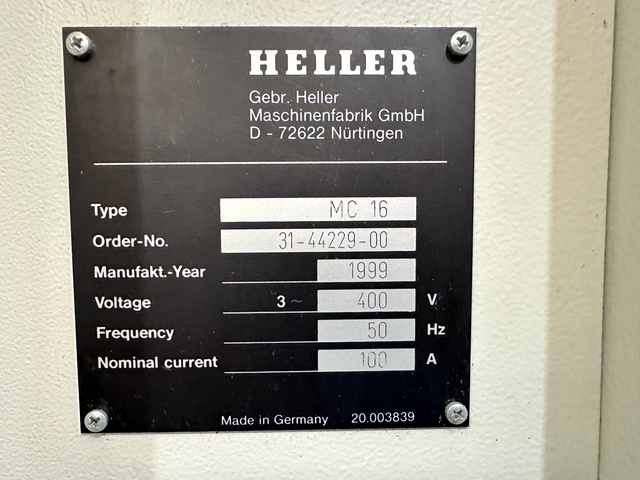 HELLER
Gebr. Heller
Maschinenfabrik GmbH
D - 72622 Nürtingen
Type MC 16
Order-No. 31-44229-00
Manufakt.-Year 1999
Voltage 3~ 400 V
Frequency 50 Hz
Nominal current 100 A
Made in Germany 20.003839